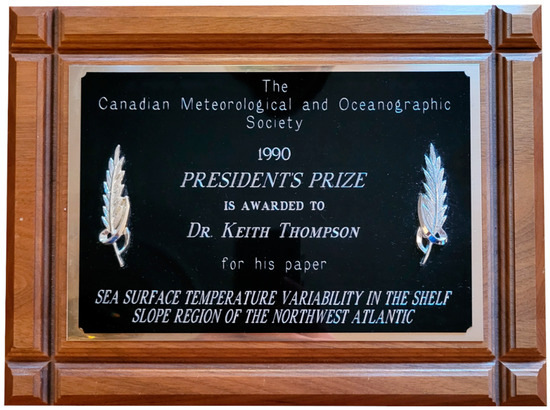 The
Canadian Meteorological and Oceanographic
Society
1990
PRESIDENT'S PRIZE
IS AWARDED TO
DR. KEITH THOMPSON
for his paper
SEA SURFACE TEMPERATURE VARIABILITY IN THE SHELF
SLOPE REGION OF THE NORTHWEST ATLANTIC